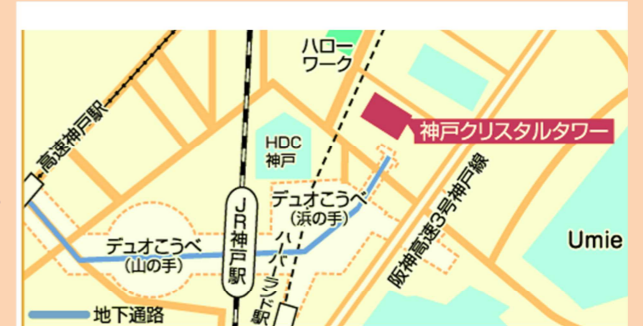 ハロー
ワーク
神戸クリスタルタワー
高速神戸駅
HDC
神戸
阪神高速3号神戸線
デュオこうべ
(浜の手)
JR神戸駅
Umie
デュオこうべ
(山の手)
ハーバーランド駅
地下通路